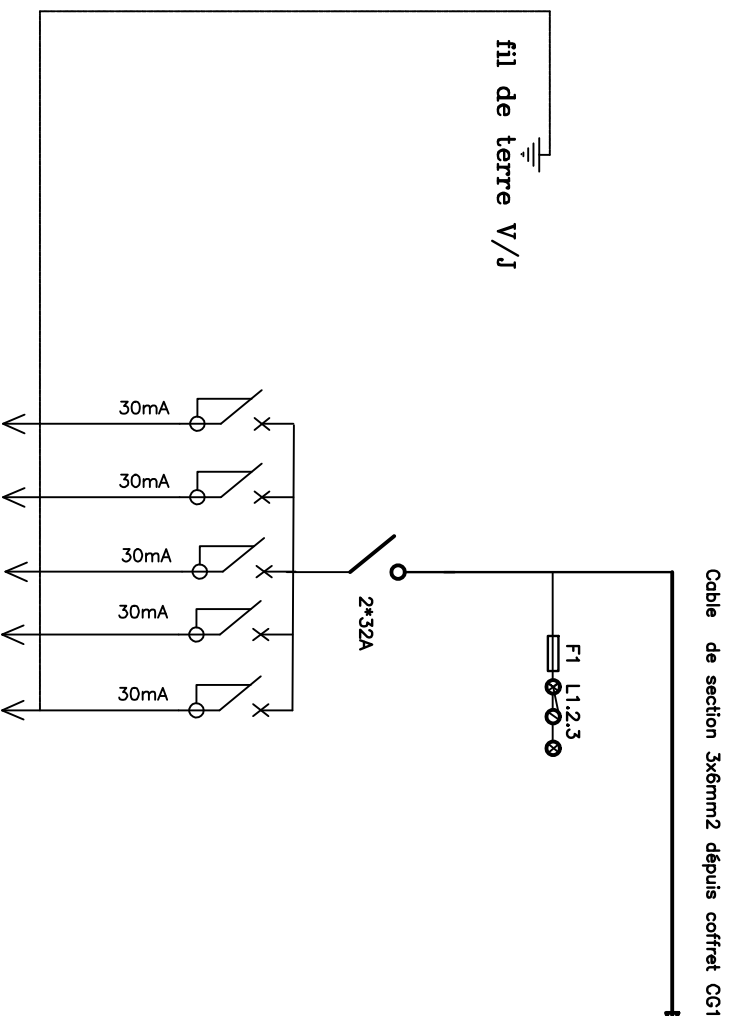 Cable de section 3x6mm2 dépuis coffret CG1
F1
L1.2.3
2*32A
fil de terre V/J
30mA
30mA
30mA
30mA
30mA